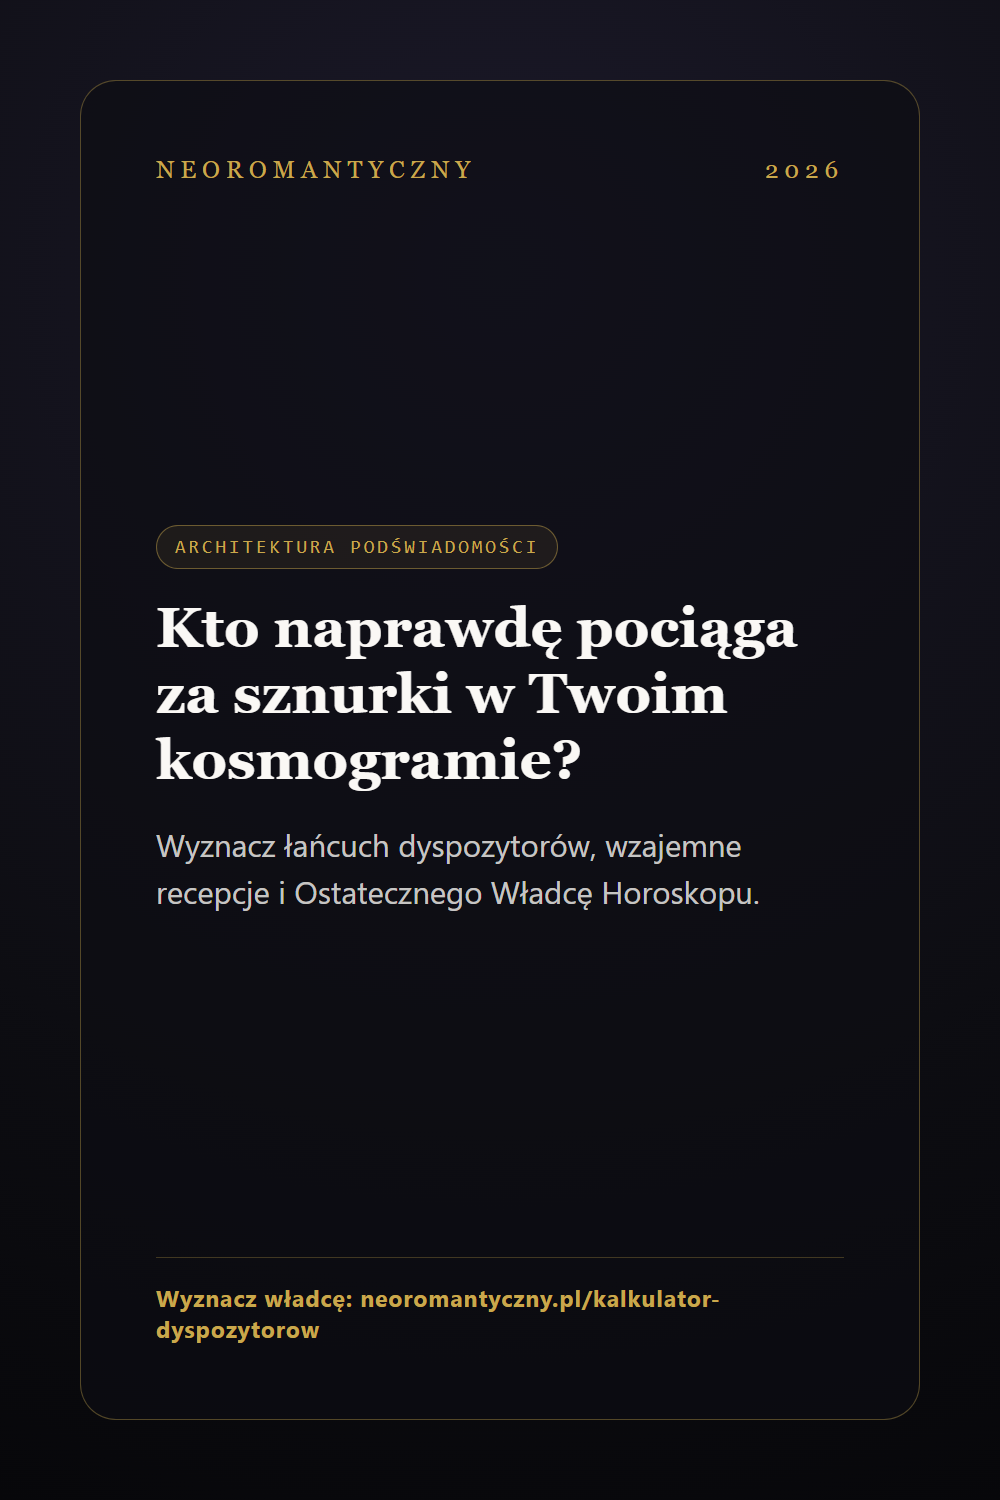 NEOROMANTYCZNY 2026
ARCHITEKTURA PODŚWIADOMOŚCI
Kto naprawdę pociąga
za sznurki w Twoim
kosmogramie?
Wyznacz łańcuch dyspozytorów, wzajemne
recepcje i Ostatecznego Władcę Horoskopu.
Wyznacz władcę: neoromantyczny.pl/kalkulator-
dyspozytorow